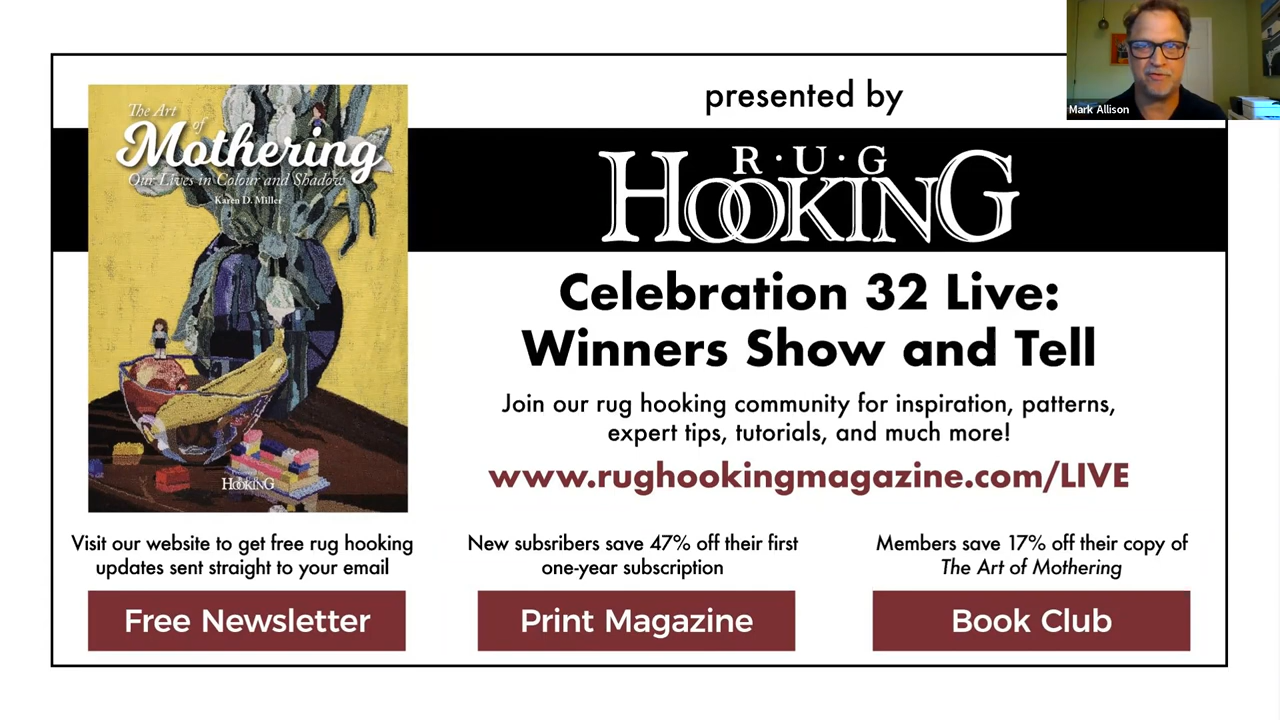 Mark Allison
presented by
R·U·G
HOOKING
The Art
of
Mothering
Our Lives in Colour and Shadow
Karen D. Miller
HOOKING
Celebration 32 Live:
Winners Show and Tell
Join our rug hooking community for inspiration, patterns,
expert tips, tutorials, and much more!
www.rughookingmagazine.com/LIVE
Visit our website to get free rug hooking
updates sent straight to your email
Free Newsletter
New subsribers save 47% off their first
one-year subscription
Print Magazine
Members save 17% off their copy of
The Art of Mothering
Book Club